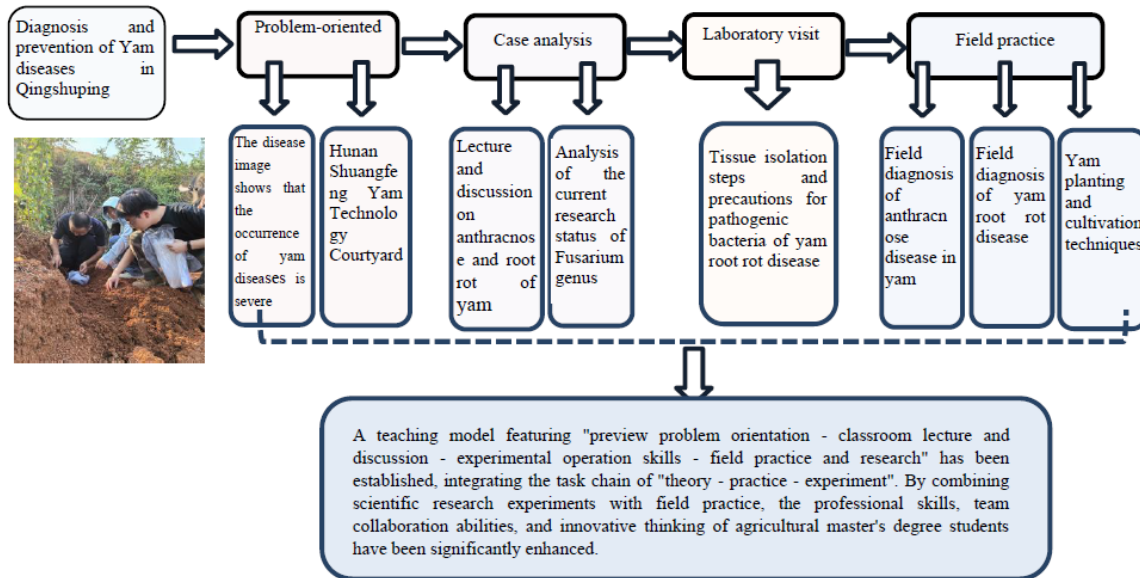 Diagnosis and
prevention of Yam
diseases in
Qingshuping
Problem-oriented
Case analysis
Laboratory visit
Field practice
The disease
image
shows that
the
occurrence
of yam
diseases is
severe
Hunan
Shuangfe
ng Yam
Technolo
gy
Courtyard
Lecture
and
discussion
on
anthracnos
e and root
rot of
yam
Analysis
of the
current
research
status of
Fusarium
genus
Tissue isolation
steps and
precautions for
pathogenic
bacteria of yam
root rot disease
Field
diagnosis
of
anthracn
ose
disease in
yam
Field
diagnosis
of yam
root rot
disease
Yam
planting
and
cultivation
techniques
A teaching model featuring "preview problem orientation - classroom lecture and
discussion - experimental operation skills - field practice and research" has been
established, integrating the task chain of "theory - practice - experiment". By combining
scientific research experiments with field practice, the professional skills, team
collaboration abilities, and innovative thinking of agricultural master's degree students
have been significantly enhanced.